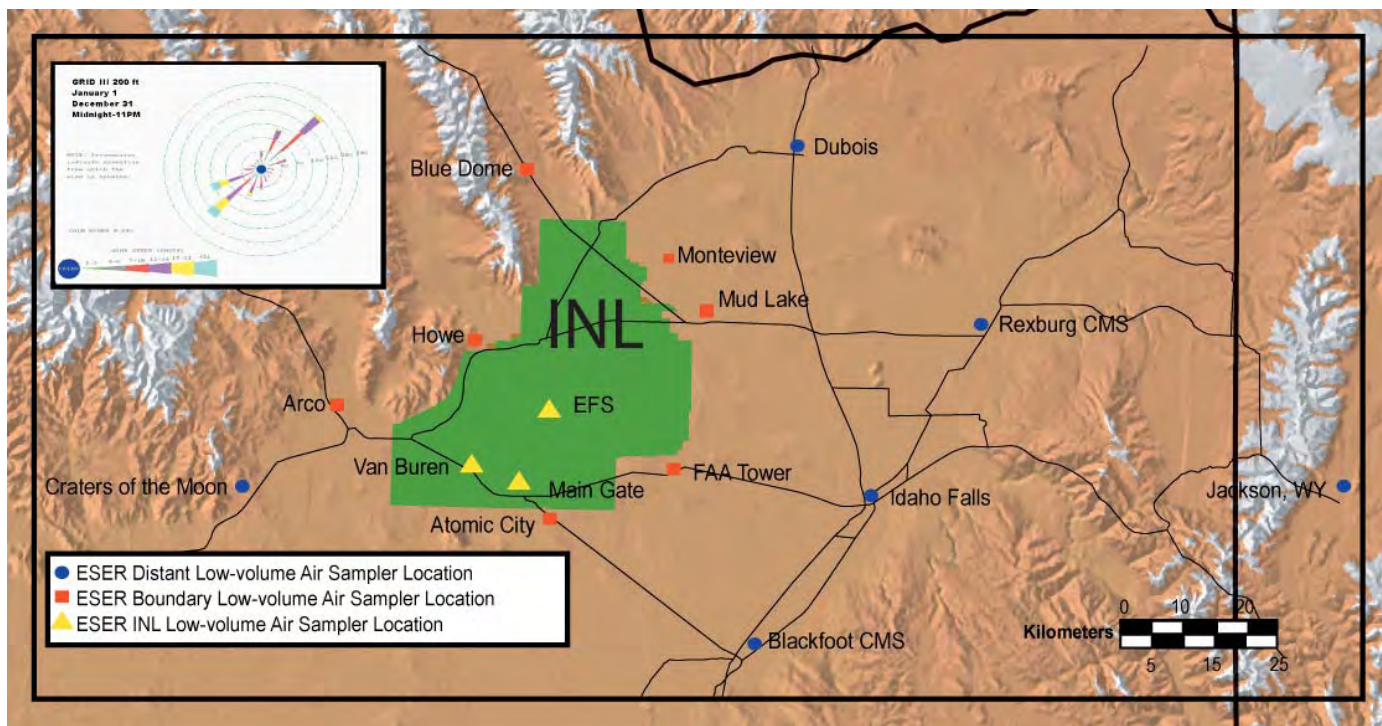 GRID III 200 ft
January 1
December 31
Midnight-11PM
Blue Dome
Dubois
Monteview
Mud Lake
INL
Howe
Rexburg CMS
Arco
EFS
Van Buren
Main Gate
FAA Tower
Craters of the Moon
Idaho Falls
Jackson, WY
Atomic City
ESER Distant Low-volume Air Sampler Location
ESER Boundary Low-volume Air Sampler Location
ESER INL Low-volume Air Sampler Location
Blackfoot CMS
0 10 20
Kilometers
5 15 25